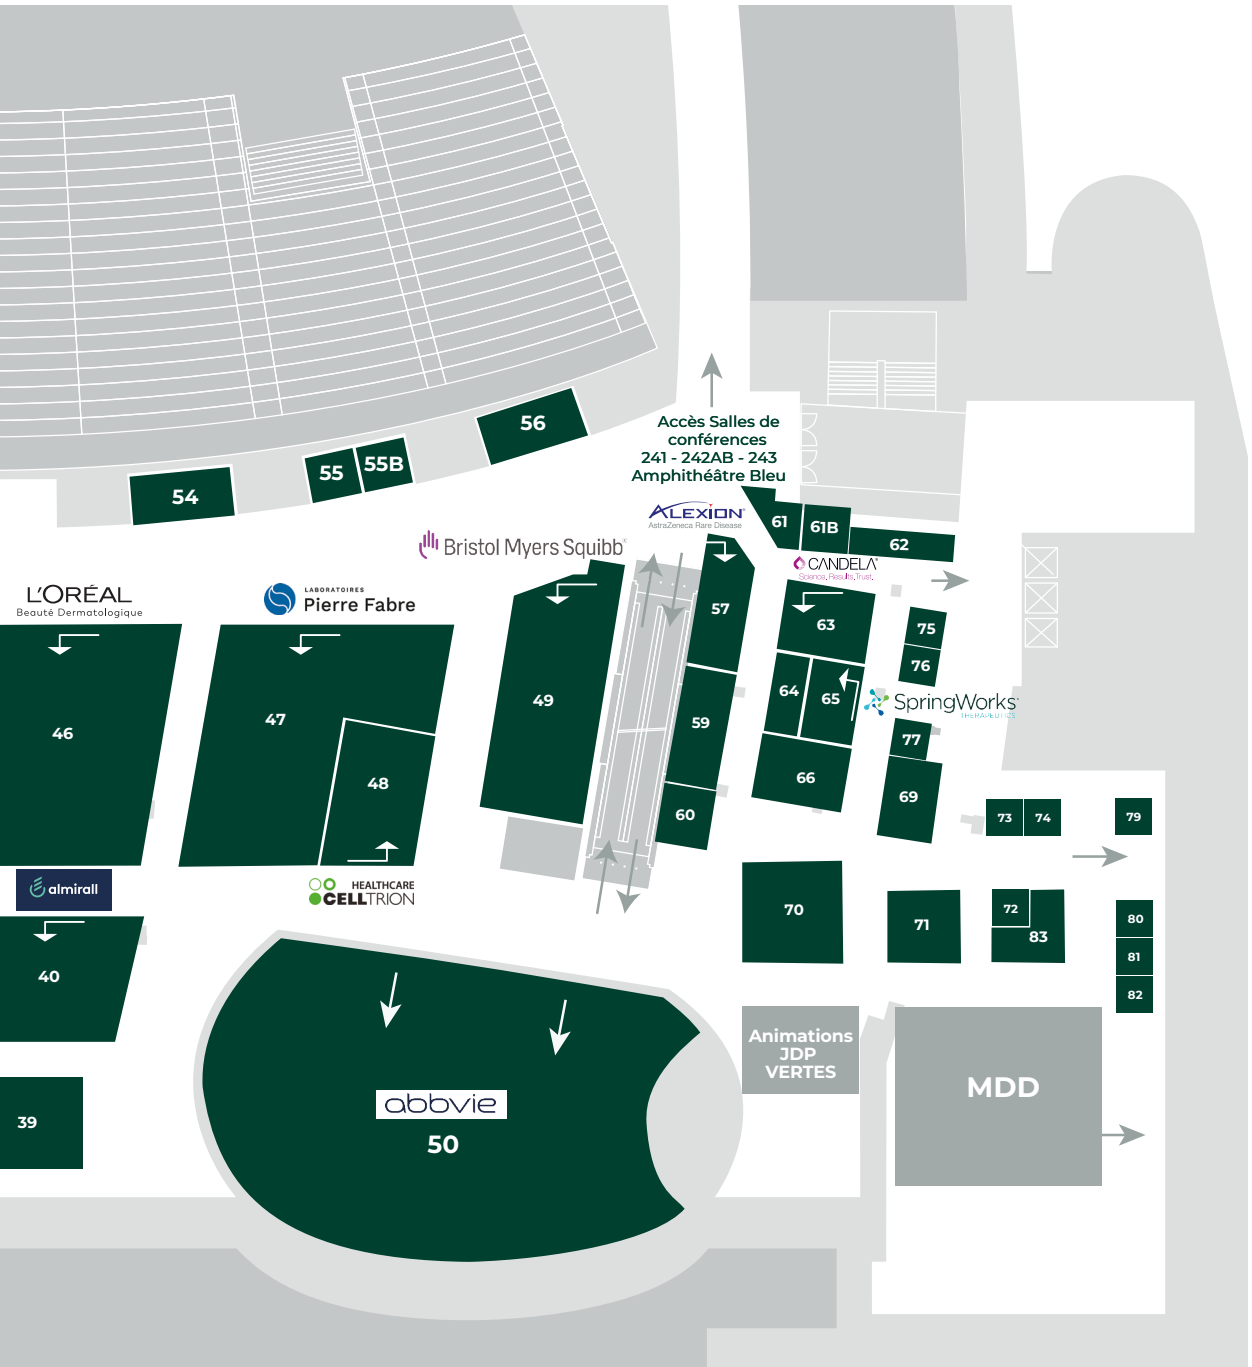 56
55B
55
54
Accès Salles de
conférences
241 - 242AB - 243
Amphithéâtre Bleu
ALEXION
AstraZeneca Rare Disease
61
61B
62
Bristol Myers Squibb
CANDELA
Science. Results. Trust.
L'ORÉAL
Beauté Dermatologique
LABORATOIRES
Pierre Fabre
57
63
75
76
64
65
SpringWorks
THERAPEUTICS
49
46
47
59
77
48
66
69
60
73
74
79
almirall
HEALTHCARE
CELLTRION
70
71
72
83
80
81
82
40
Animations
JDP
VERTES
MDD
39
abbvie
50